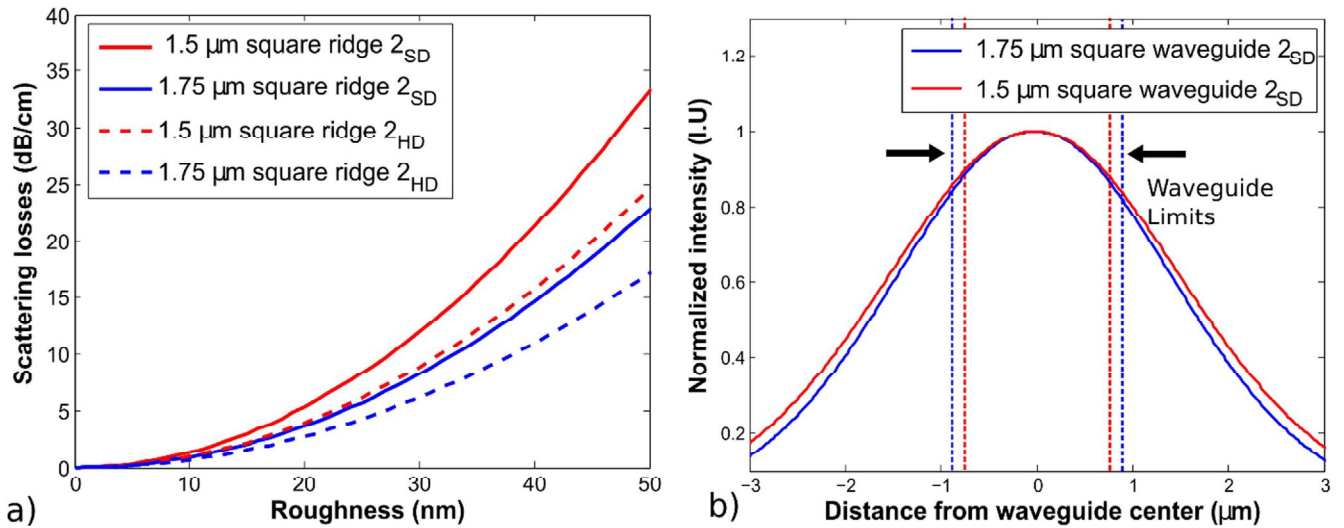 40
35
30
25
20
15
10
5
0
Scattering losses (dB/cm)
1.5 µm square ridge 2SD
1.75 µm square ridge 2SD
1.5 µm square ridge 2HD
1.75 µm square ridge 2HD
0 10 20 30 40 50
Roughness (nm)
a)
1.2
1
0.8
0.6
0.4
0.2
Normalized intensity (I.U)
1.75 µm square waveguide 2SD
1.5 µm square waveguide 2SD
Waveguide
Limits
−3 −2 −1 0 1 2 3
Distance from waveguide center (µm)
b)